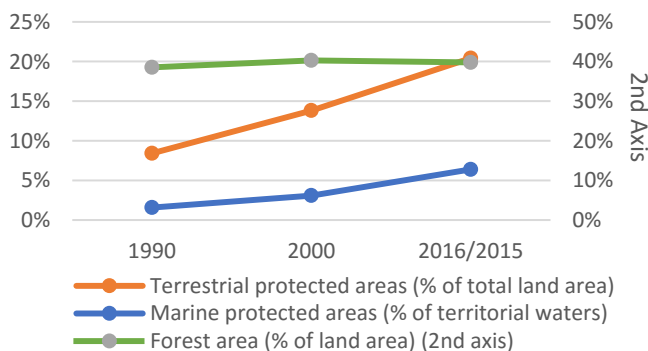 25%
20%
15%
10%
5%
0%
50%
40%
30%
20%
10%
0%
2nd Axis
1990 2000 2016/2015
Terrestrial protected areas (% of total land area)
Marine protected areas (% of territorial waters)
Forest area (% of land area) (2nd axis)